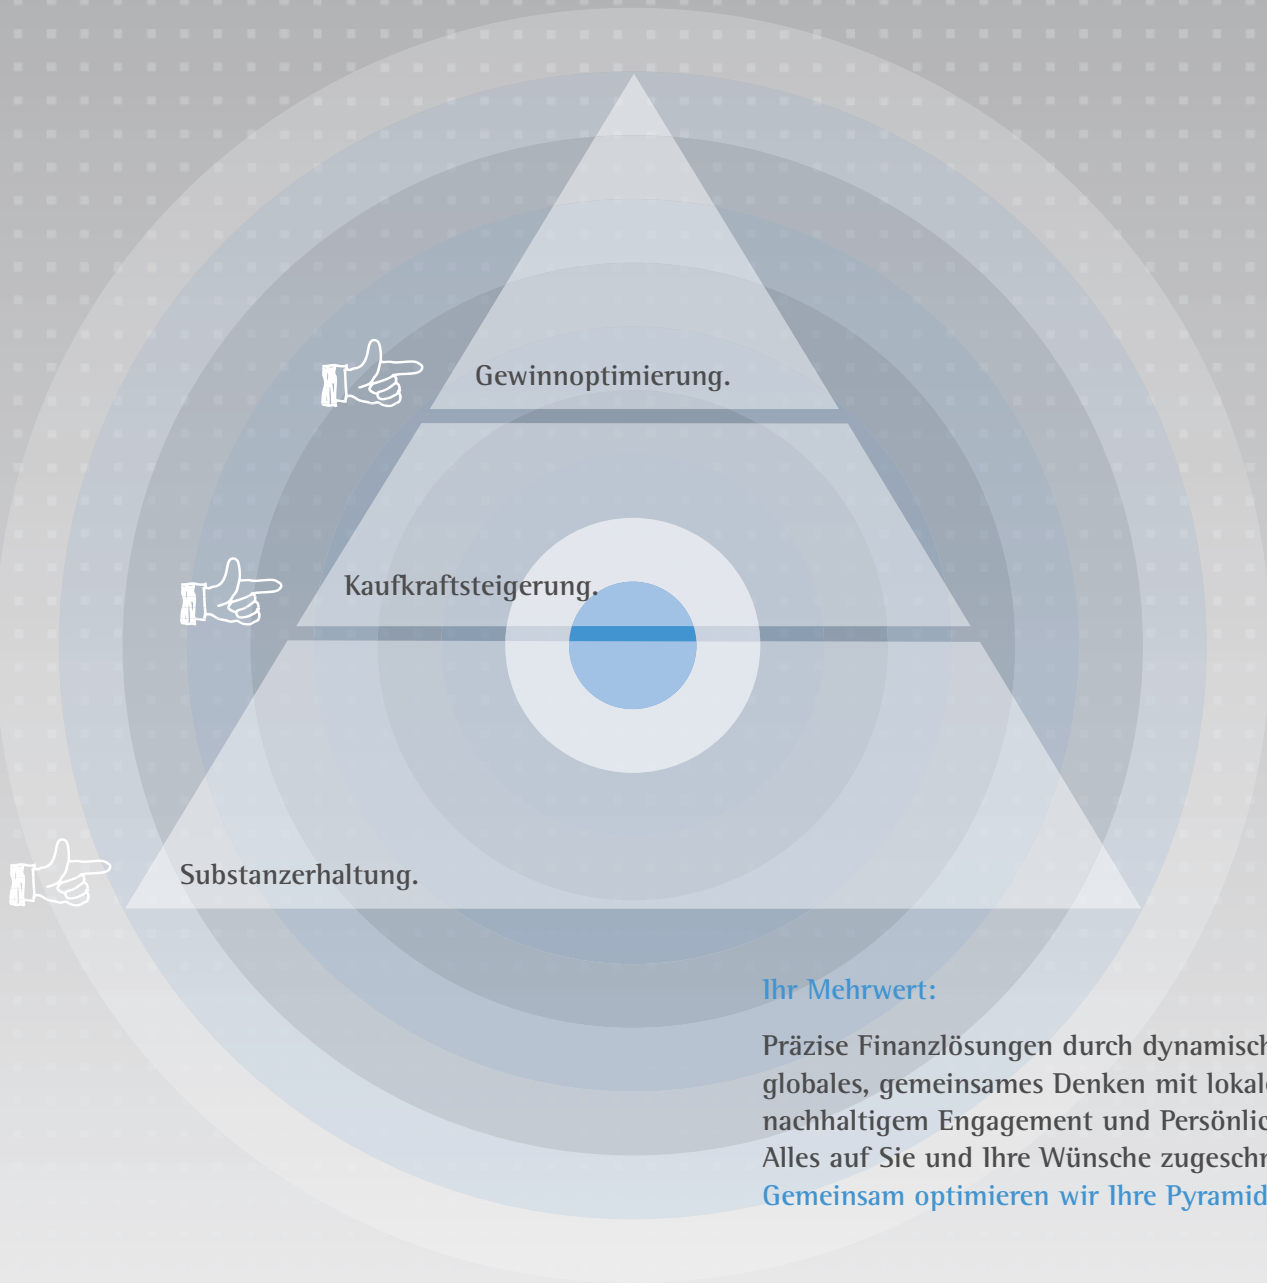 Gewinnoptimierung.
Kaufkraftsteigerung.
Substanzerhaltung.
Ihr Mehrwert:
Präzise Finanzlösungen durch
globales, gemeinsames Denken mit
nachhaltigem Engagement und
Alles auf Sie und Ihre Wünsche
Gemeinsam optimieren wir Ihre